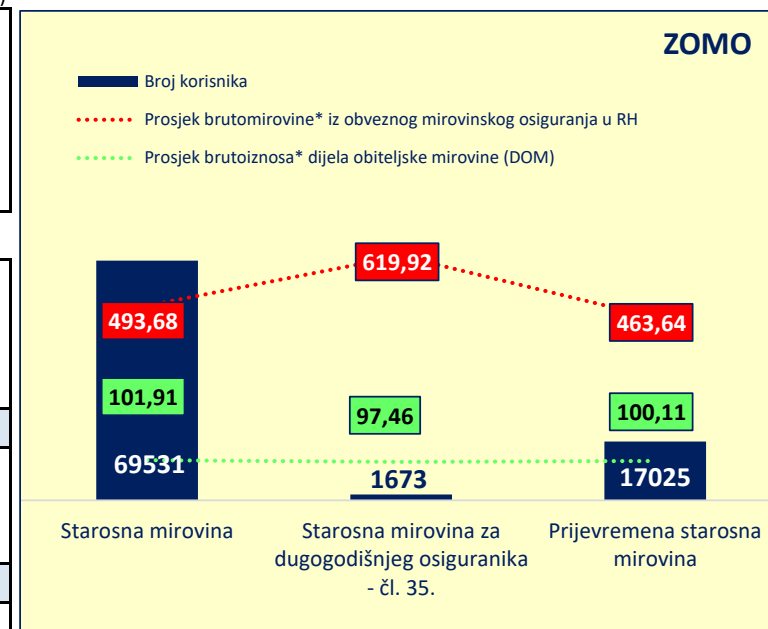 ZOMO
Broj korisnika
Prosjek brutomirovine* iz obveznog mirovinskog osiguranja u RH
Prosjek brutoiznosa* dijela obiteljske mirovine (DOM)
619,92
493,68
463,64
101,91
97,46
100,11
69531
1673
17025
Starosna mirovina
Starosna mirovina za
dugogodišnjeg osiguranika
- čl. 35.
Prijevremena starosna
mirovina